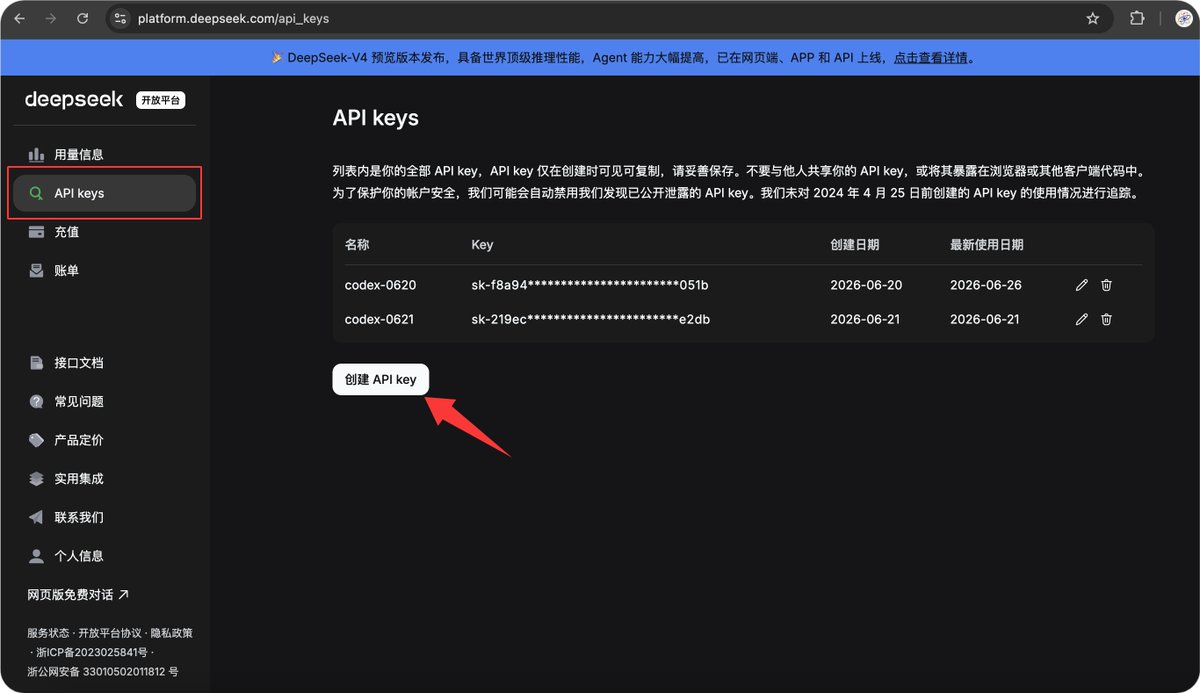 platform.deepseek.com/api_keys
🎉 DeepSeek-V4 预览版本发布，具备世界顶级推理性能，Agent 能力大幅提高，已在网页端、APP 和 API 上线，点击查看详情。
deepseek 开放平台
用量信息
API keys
充值
账单
接口文档
常见问题
产品定价
实用集成
联系我们
个人信息
网页版免费对话 ↗
服务状态 · 开放平台协议 · 隐私政策
· 浙ICP备2023025841号 ·
浙公网安备 33010502011812 号
API keys
列表内是你的全部 API key，API key 仅在创建时可见可复制，请妥善保存。不要与他人共享你的 API key，或将其暴露在浏览器或其他客户端代码中。
为了保护你的帐户安全，我们可能会自动禁用我们发现已公开泄露的 API key。我们未对 2024 年 4 月 25 日前创建的 API key 的使用情况进行追踪。
名称 Key 创建日期 最新使用日期
codex-0620 sk-f8a94***********************051b 2026-06-20 2026-06-26
codex-0621 sk-219ec***********************e2db 2026-06-21 2026-06-21
创建 API key